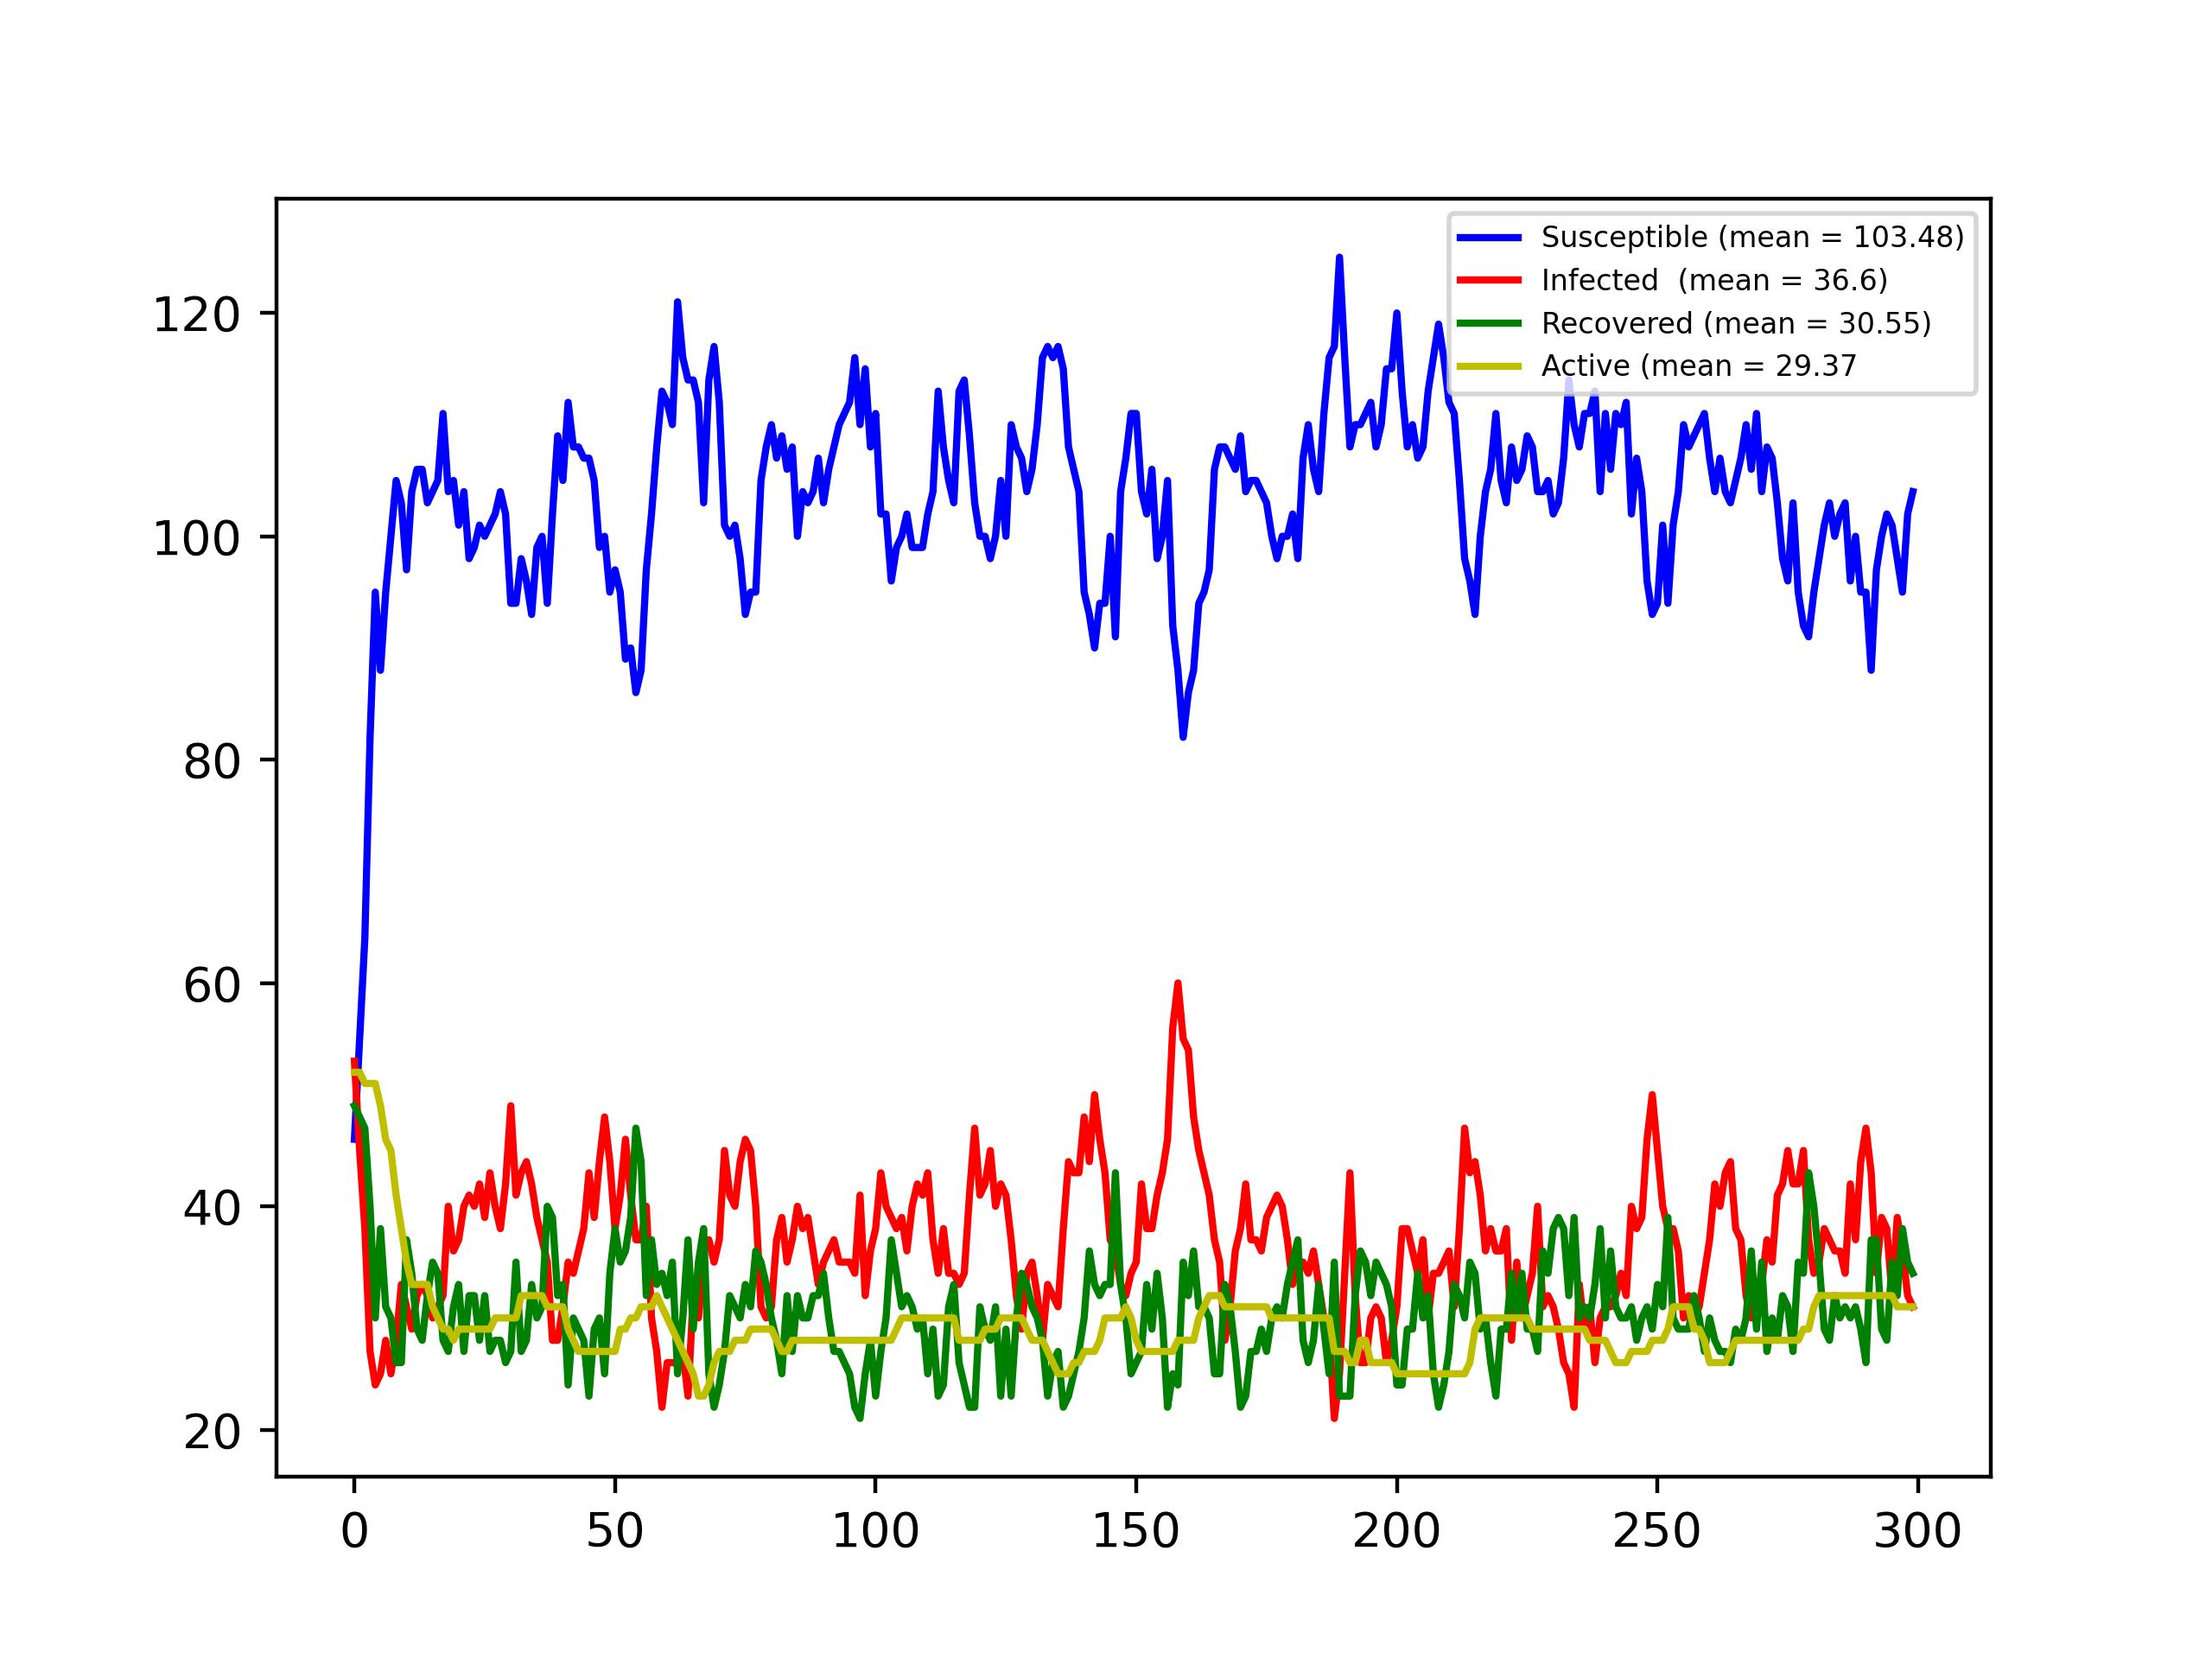 Susceptible (mean = 103.48)
Infected  (mean = 36.6)
Recovered (mean = 30.55)
Active (mean = 29.37
120
100
80
60
40
20
0 50 100 150 200 250 300